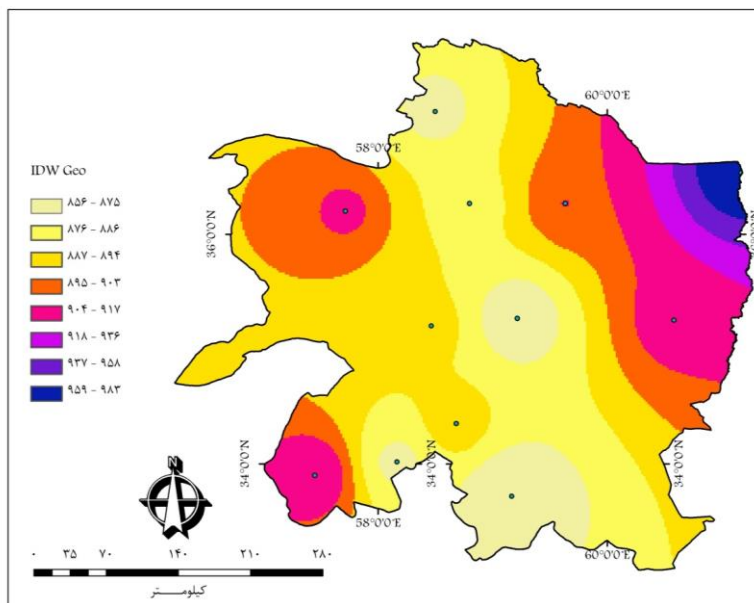 60°0'0"E
58°0'0"E
IDW Geo
۸۵۶ - ۸۷۵
۸۷۶ - ۸۸۶
۸۸۷ - ۸۹۴
۸۹۵ - ۹۰۳
۹۰۴ - ۹۱۷
۹۱۸ - ۹۳۶
۹۳۷ - ۹۵۸
۹۵۹ - ۹۸۳
36°0'0"N
34°0'0"N
34°0'0"N
34°0'0"N
N
58°0'0"E
60°0'0"E
۰ ۳۵ ۷۰ ۱۴۰ ۲۱۰ ۲۸۰
کیلومـــتر